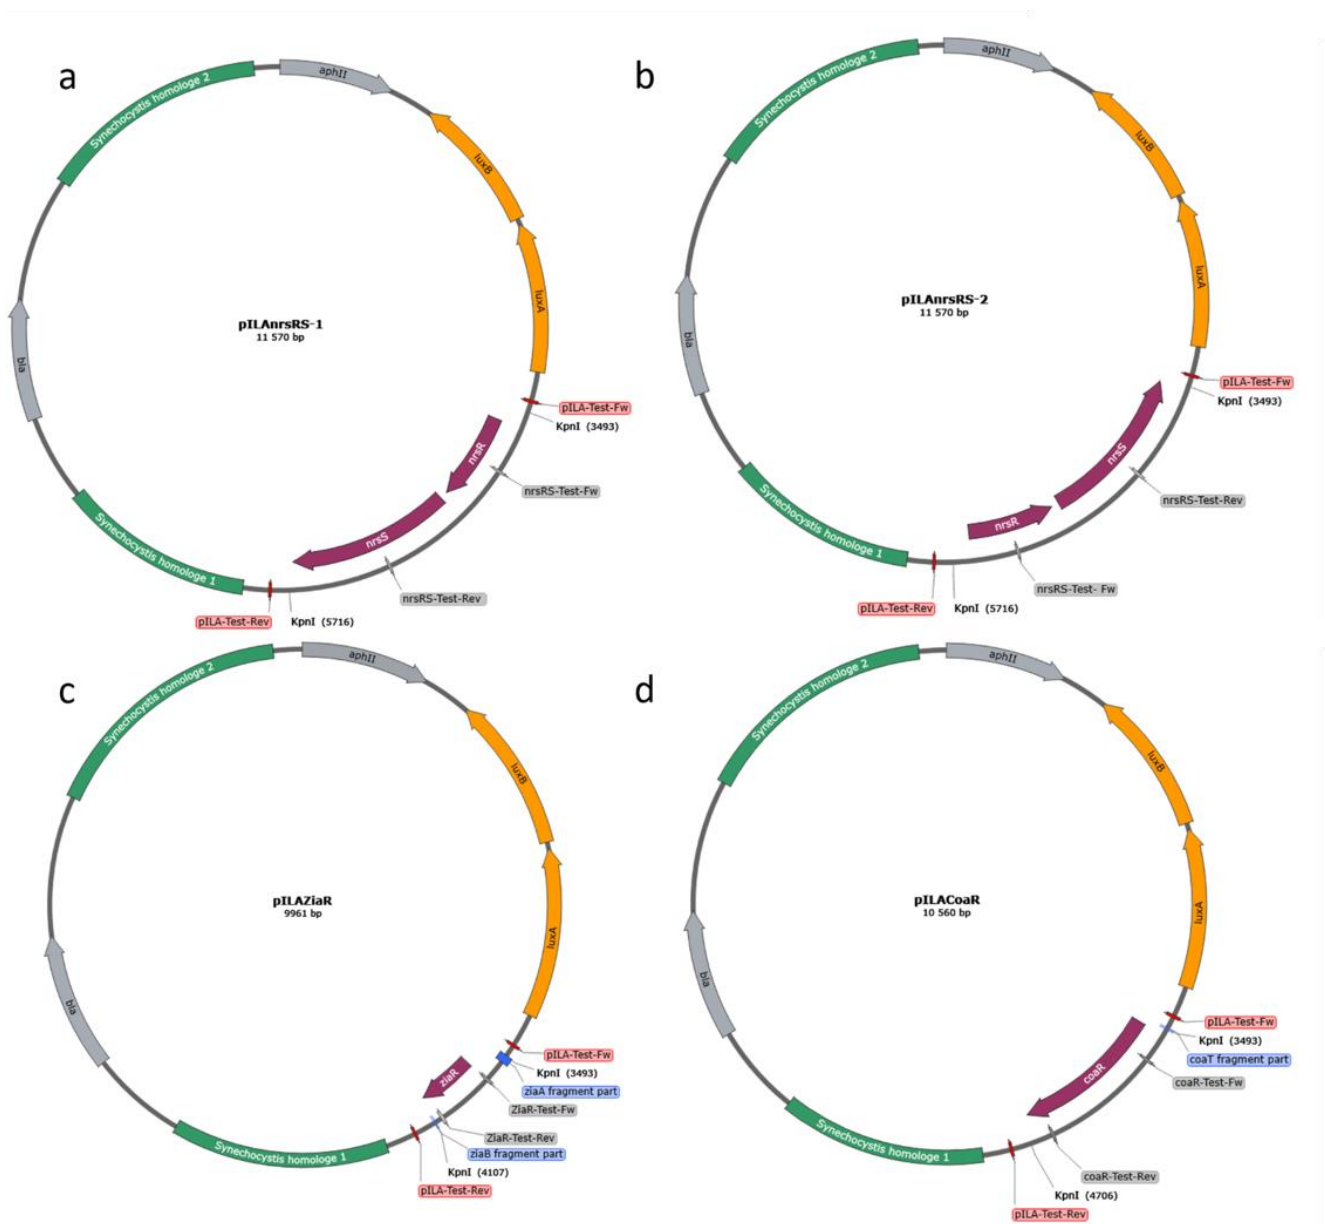 a
Synechocystis homologe 2
aphII
luxB
luxA
bla
pILAnrsRS-1
11 570 bp
pILA-Test-Fw
KpnI (3493)
nrsR
nrsRS-Test-Fw
nrsS
nrsRS-Test-Rev
Synechocystis homologe 1
pILA-Test-Rev
KpnI (5716)
b
Synechocystis homologe 2
aphII
luxB
luxA
bla
pILAnrsRS-2
11 570 bp
pILA-Test-Fw
KpnI (3493)
nrsS
nrsRS-Test-Rev
nrsR
nrsRS-Test- Fw
Synechocystis homologe 1
pILA-Test-Rev
KpnI (5716)
c
Synechocystis homologe 2
aphII
luxB
luxA
bla
pILAZiaR
9961 bp
pILA-Test-Fw
KpnI (3493)
ziaA fragment part
ziaR
ZiaR-Test-Fw
ZiaR-Test-Rev
ziaB fragment part
Synechocystis homologe 1
KpnI (4107)
pILA-Test-Rev
d
Synechocystis homologe 2
aphII
luxB
luxA
bla
pILACoaR
10 560 bp
pILA-Test-Fw
KpnI (3493)
coaT fragment part
coaR
coaR-Test-Fw
Synechocystis homologe 1
coaR-Test-Rev
KpnI (4706)
pILA-Test-Rev